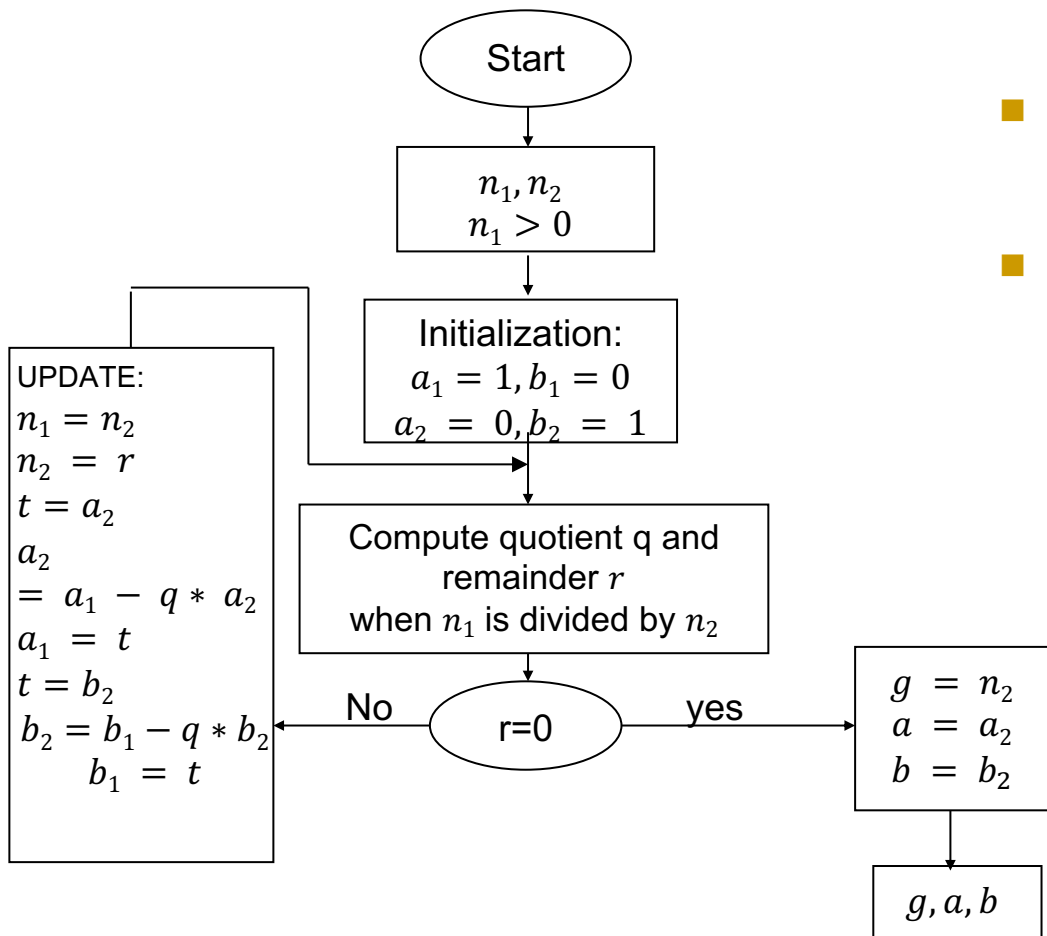 Start
n₁, n₂
n₁ > 0
Initialization:
a₁ = 1, b₁ = 0
a₂ = 0, b₂ = 1
UPDATE:
n₁ = n₂
n₂ = r
t = a₂
a₂
= a₁ − q ∗ a₂
a₁ = t
t = b₂
b₂ = b₁ − q ∗ b₂
b₁ = t
Compute quotient q and
remainder r
when n₁ is divided by n₂
No
r=0
yes
g = n₂
a = a₂
b = b₂
g, a, b